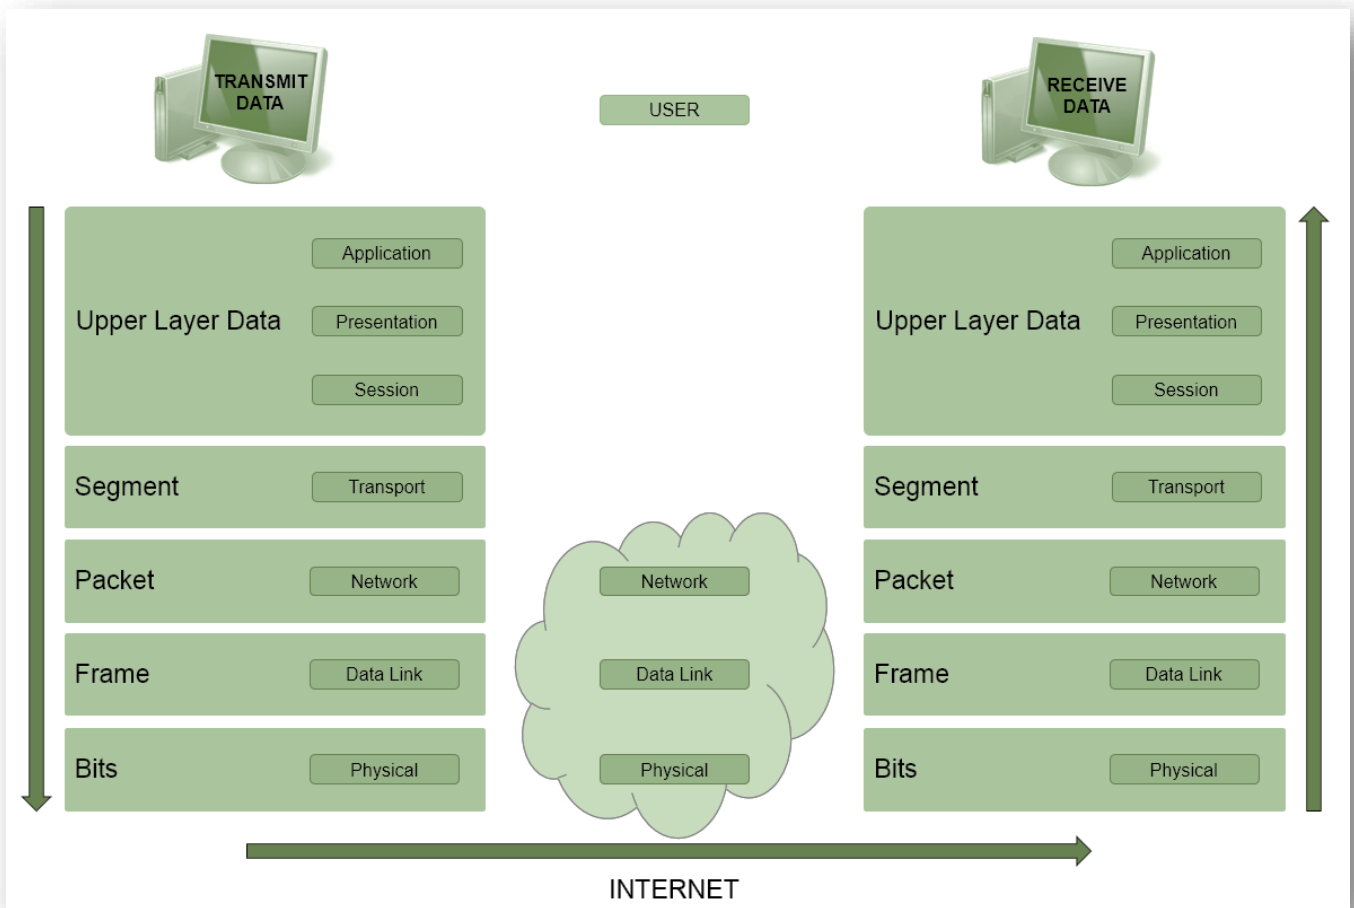 TRANSMIT
DATA
USER
RECEIVE
DATA
Upper Layer Data
Application
Presentation
Session
Segment
Transport
Packet
Network
Frame
Data Link
Bits
Physical
Network
Data Link
Physical
Upper Layer Data
Application
Presentation
Session
Segment
Transport
Packet
Network
Frame
Data Link
Bits
Physical
INTERNET